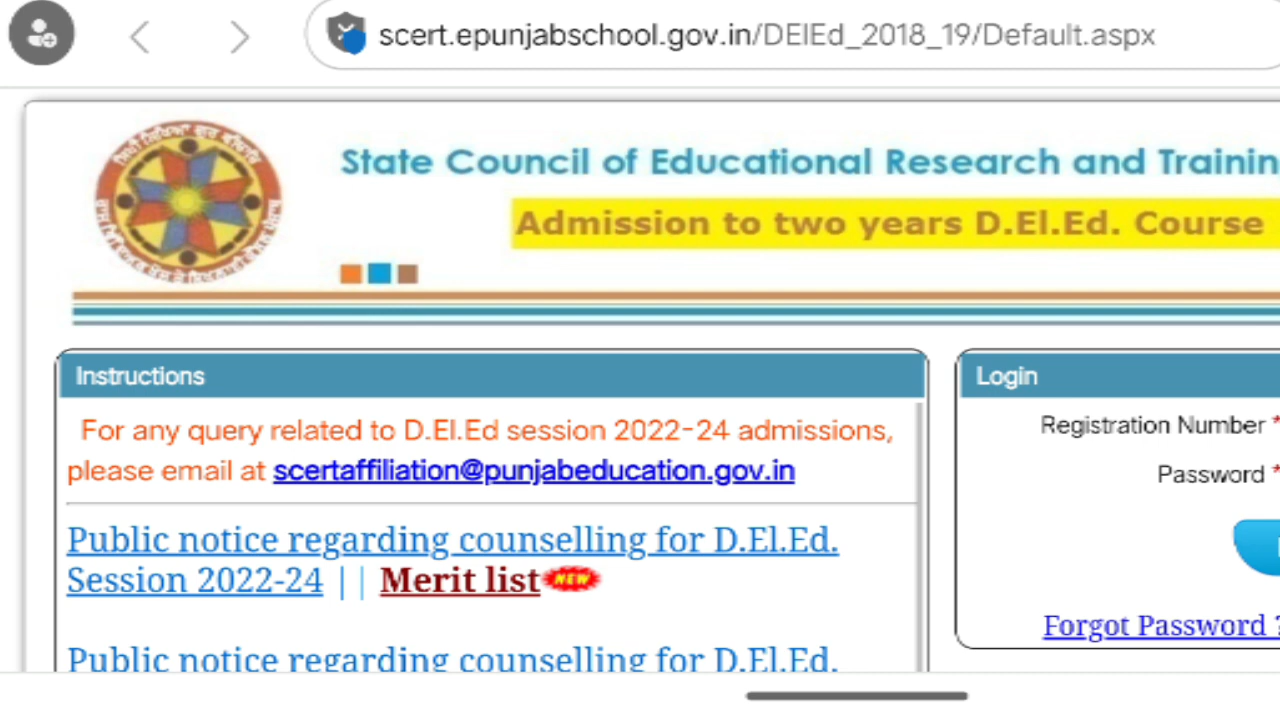 scert.epunjabschool.gov.in/DElEd_2018_19/Default.aspx
State Council of Educational Research and Trainin
Admission to two years D.El.Ed. Course
Instructions
For any query related to D.El.Ed session 2022-24 admissions,
please email at scertaffiliation@punjabeducation.gov.in
Public notice regarding counselling for D.El.Ed.
Session 2022-24 || Merit list NEW
Public notice regarding counselling for D.El.Ed.
Login
Registration Number *
Password *
Forgot Password ?